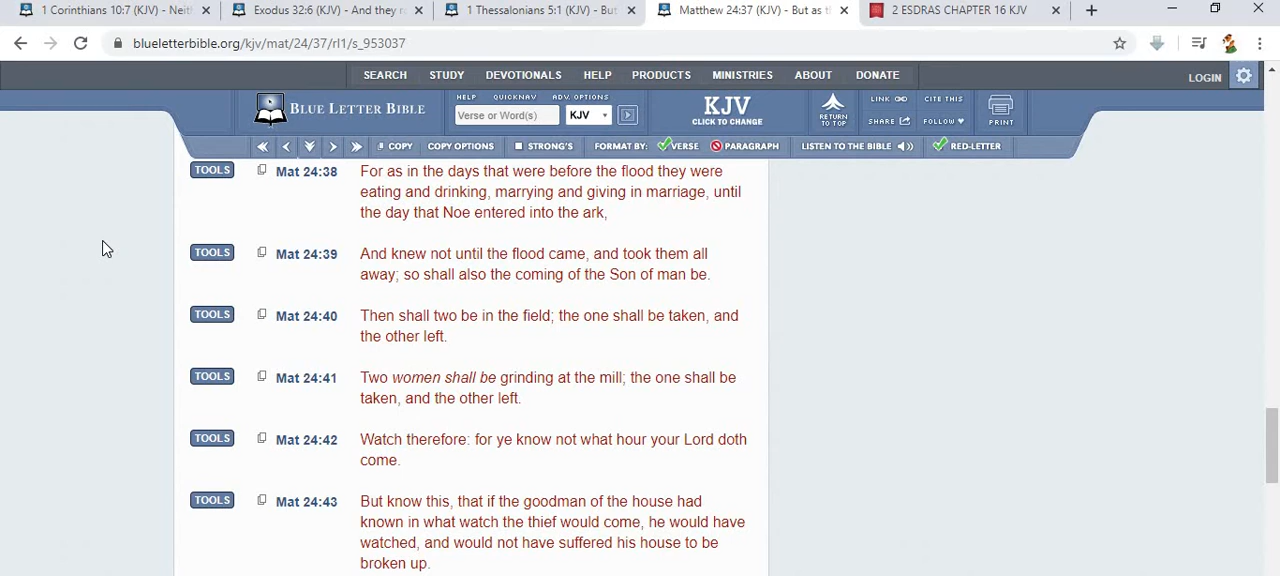 1 Corinthians 10:7 (KJV) - Neit
Exodus 32:6 (KJV) - And they r
1 Thessalonians 5:1 (KJV) - But
Matthew 24:37 (KJV) - But as t
2 ESDRAS CHAPTER 16 KJV
blueletterbible.org/kjv/mat/24/37/rl1/s_953037
SEARCH STUDY DEVOTIONALS HELP PRODUCTS MINISTRIES ABOUT DONATE
LOGIN
BLUE LETTER BIBLE
HELP QUICKNAV ADV. OPTIONS
Verse or Word(s) KJV
KJV
CLICK TO CHANGE
RETURN
TO TOP
LINK CITE THIS
SHARE FOLLOW
PRINT
COPY COPY OPTIONS STRONG'S FORMAT BY: VERSE PARAGRAPH LISTEN TO THE BIBLE RED-LETTER
TOOLS Mat 24:38 For as in the days that were before the flood they were
eating and drinking, marrying and giving in marriage, until
the day that Noe entered into the ark,
TOOLS Mat 24:39 And knew not until the flood came, and took them all
away; so shall also the coming of the Son of man be.
TOOLS Mat 24:40 Then shall two be in the field; the one shall be taken, and
the other left.
TOOLS Mat 24:41 Two women shall be grinding at the mill; the one shall be
taken, and the other left.
TOOLS Mat 24:42 Watch therefore: for ye know not what hour your Lord doth
come.
TOOLS Mat 24:43 But know this, that if the goodman of the house had
known in what watch the thief would come, he would have
watched, and would not have suffered his house to be
broken up.